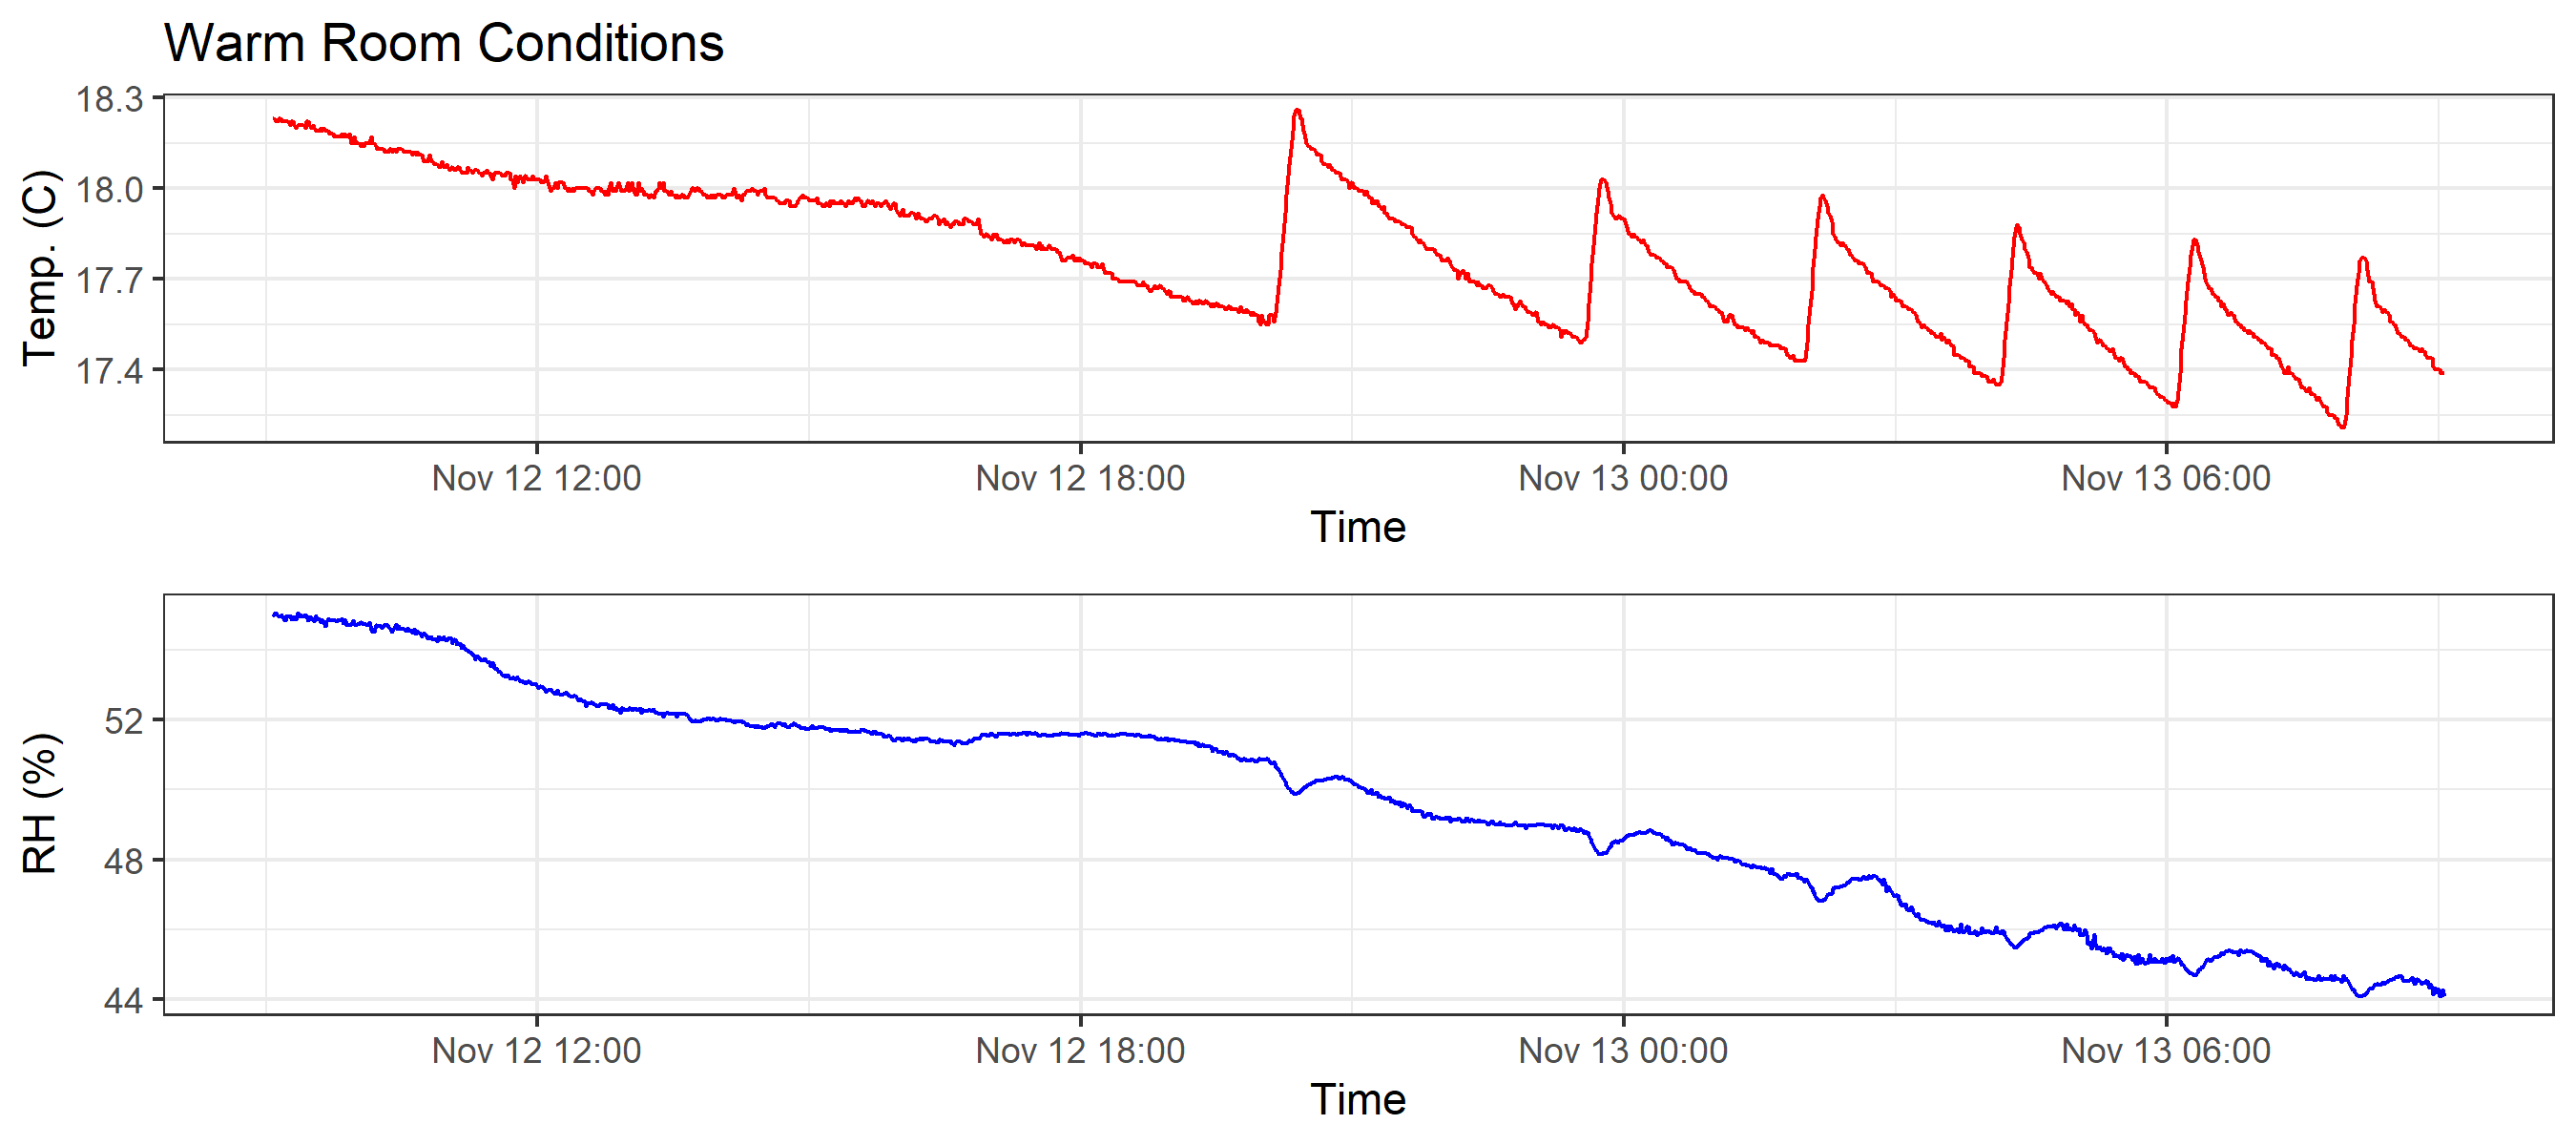 Warm Room Conditions
Temp. (C)
18.3
18.0
17.7
17.4
Nov 12 12:00 Nov 12 18:00 Nov 13 00:00 Nov 13 06:00
Time
RH (%)
52
48
44
Nov 12 12:00 Nov 12 18:00 Nov 13 00:00 Nov 13 06:00
Time